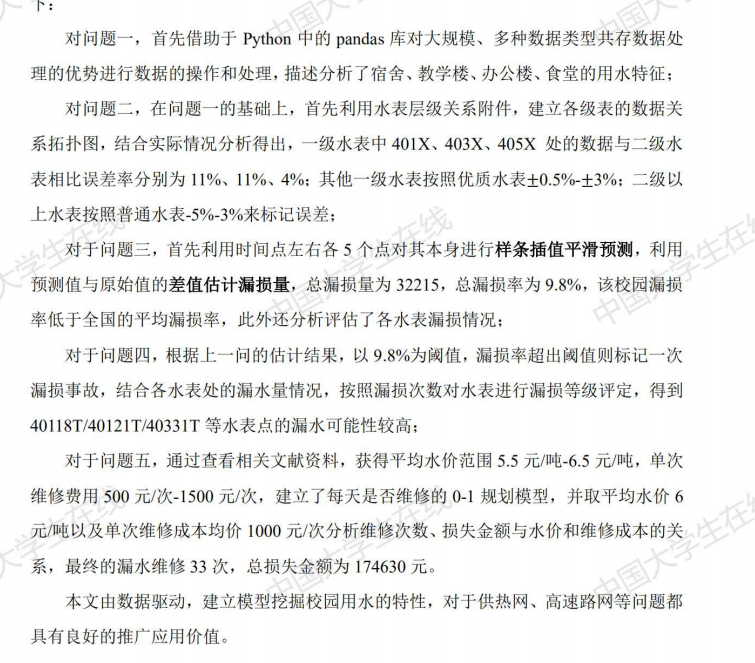 下：
对问题一，首先借助于 Python 中的 pandas 库对大规模、多种数据类型共存数据处
理的优势进行数据的操作和处理，描述分析了宿舍、教学楼、办公楼、食堂的用水特征；
对问题二，在问题一的基础上，首先利用水表层级关系附件，建立各级表的数据关
系拓扑图，结合实际情况分析得出，一级水表中 401X、403X、405X 处的数据与二级水
表相比误差率分别为 11%、11%、4%；其他一级水表按照优质水表±0.5%-±3%；二级以
上水表按照普通水表-5%-3%来标记误差；
对于问题三，首先利用时间点左右各 5 个点对其本身进行样条插值平滑预测，利用
预测值与原始值的差值估计漏损量，总漏损量为 32215，总漏损率为 9.8%，该校园漏损
率低于全国的平均漏损率，此外还分析评估了各水表漏损情况；
对于问题四，根据上一问的估计结果，以 9.8%为阈值，漏损率超出阈值则标记一次
漏损事故，结合各水表处的漏水量情况，按照漏损次数对水表进行漏损等级评定，得到
40118T/40121T/40331T 等水表点的漏水可能性较高；
对于问题五，通过查看相关文献资料，获得平均水价范围 5.5 元/吨-6.5 元/吨，单次
维修费用 500 元/次-1500 元/次，建立了每天是否维修的 0-1 规划模型，并取平均水价 6
元/吨以及单次维修成本均价 1000 元/次分析维修次数、损失金额与水价和维修成本的关
系，最终的漏水维修 33 次，总损失金额为 174630 元。
本文由数据驱动，建立模型挖掘校园用水的特性，对于供热网、高速路网等问题都
具有良好的推广应用价值。
中国大学生在线